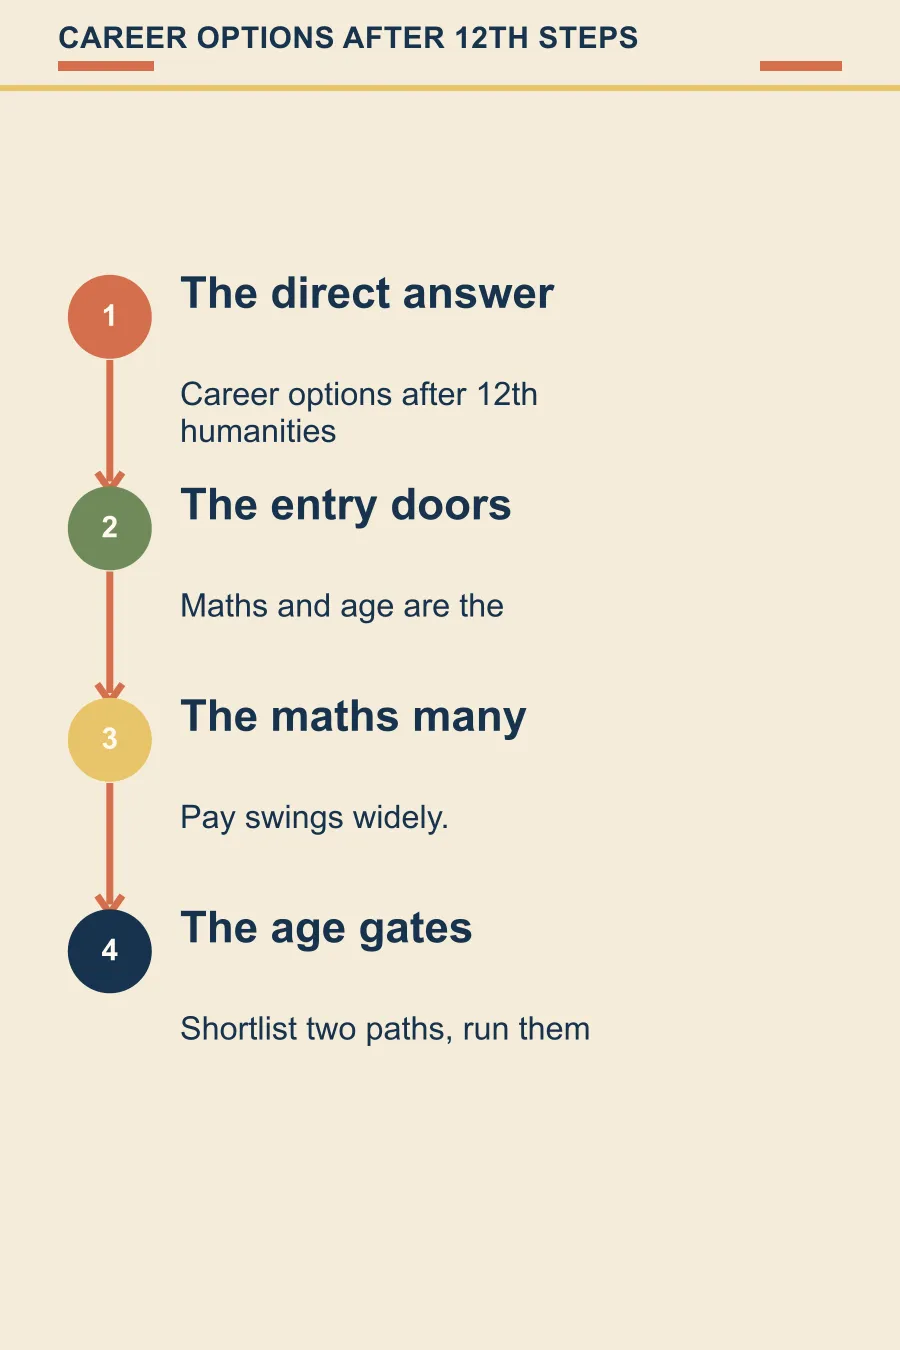 CAREER OPTIONS AFTER 12TH STEPS
1
The direct answer
Career options after 12th
humanities
2
The entry doors
Maths and age are the
3
The maths many
Pay swings widely.
4
The age gates
Shortlist two paths, run them